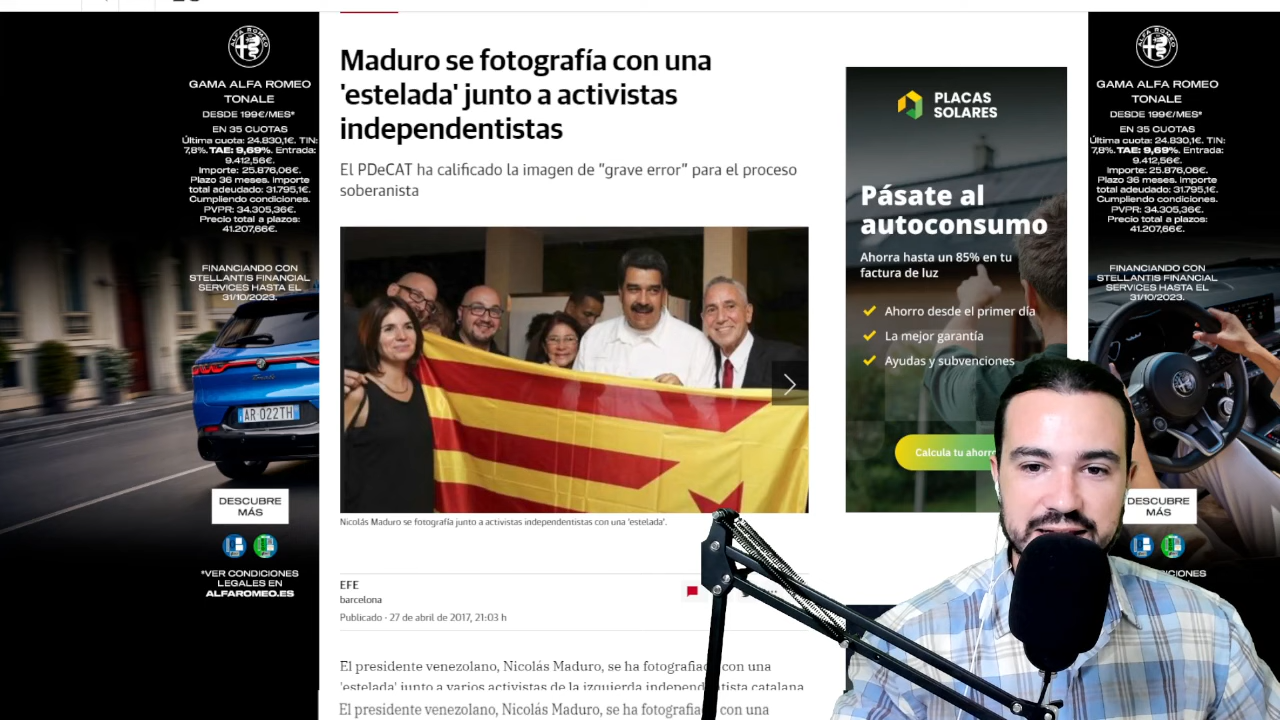 ALFA ROMEO
GAMA ALFA ROMEO
TONALE
DESDE 199€/MES*
EN 35 CUOTAS
Última cuota: 24.830,1€. TIN:
7,8%. TAE: 9,69%. Entrada:
9.412,56€.
Importe: 25.876,06€.
Plazo 36 meses. Importe
total adeudado: 31.795,1€.
Cumpliendo condiciones.
PVPR: 34.305,36€.
Precio total a plazos:
41.207,66€.
FINANCIANDO CON
STELLANTIS FINANCIAL
SERVICES HASTA EL
31/10/2023.
AR 022TH
DESCUBRE
MÁS
*VER CONDICIONES
LEGALES EN
ALFAROMEO.ES
Maduro se fotografía con una
'estelada' junto a activistas
independentistas
El PDeCAT ha calificado la imagen de "grave error" para el proceso
soberanista
Nicolás Maduro se fotografía junto a activistas independentistas con una 'estelada'.
EFE
barcelona
Publicado · 27 de abril de 2017, 21:03 h
El presidente venezolano, Nicolás Maduro, se ha fotografiad con una
'estelada' junto a varios activistas de la izquierda independentista catalana
El presidente venezolano, Nicolás Maduro, se ha fotografia con una
PLACAS
SOLARES
Pásate al
autoconsumo
Ahorra hasta un 85% en tu
factura de luz
Ahorro desde el primer día
La mejor garantía
Ayudas y subvenciones
Calcula tu ahorr
ALFA ROMEO
GAMA ALFA ROMEO
TONALE
DESDE 199€/MES*
EN 35 CUOTAS
Última cuota: 24.830,1€. TIN:
7,8%. TAE: 9,69%. Entrada:
9.412,56€.
Importe: 25.876,06€.
Plazo 36 meses. Importe
total adeudado: 31.795,1€.
Cumpliendo condiciones.
PVPR: 34.305,36€.
Precio total a plazos:
41.207,66€.
FINANCIANDO CON
STELLANTIS FINANCIAL
SERVICES HASTA EL
31/10/2023.
DESCUBRE
MÁS
CIONES